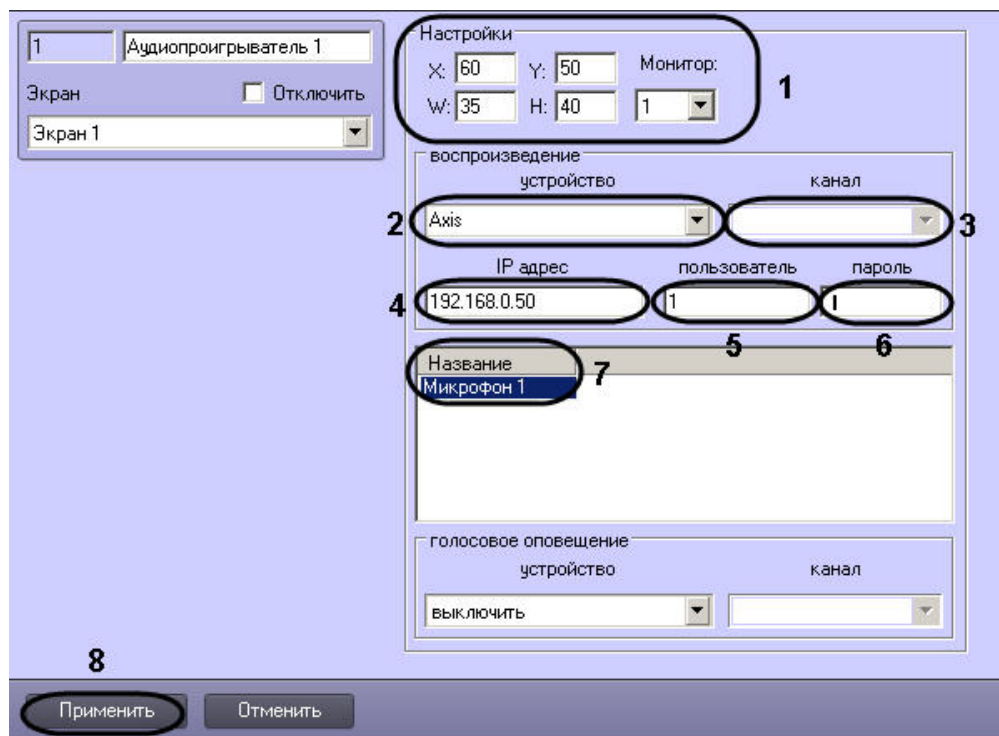 1 Аудиопроигрыватель 1
Экран Отключить
Экран 1
Настройки
X: 60 Y: 50 Монитор:
W: 35 H: 40 1
1
воспроизведение
устройство канал
2 Axis 3
IP адрес пользователь пароль
4 192.168.0.50 1
5 6
Название 7
Микрофон 1
голосовое оповещение
устройство канал
выключить
8
Применить Отменить